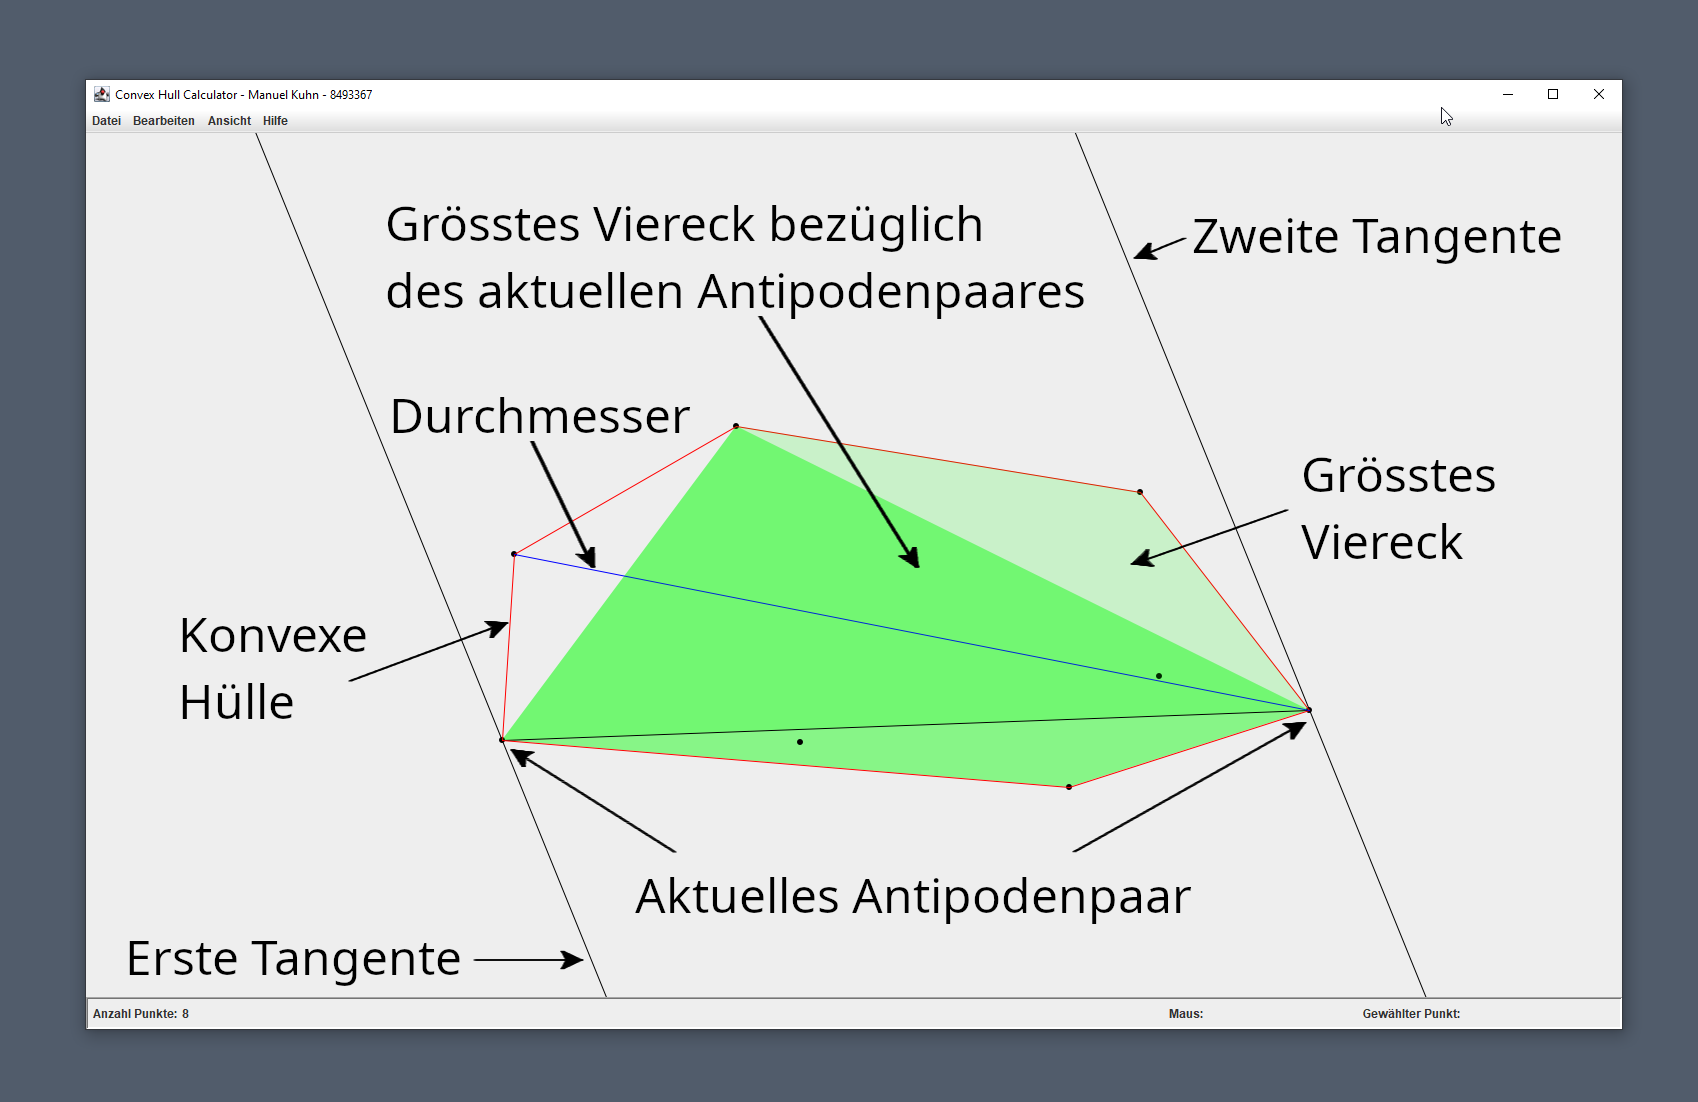 Convex Hull Calculator - Manuel Kuhn - 8493367
Datei Bearbeiten Ansicht Hilfe
Grösstes Viereck bezüglich
des aktuellen Antipodenpaares
Zweite Tangente
Durchmesser
Grösstes
Viereck
Konvexe
Hülle
Aktuelles Antipodenpaar
Erste Tangente
Anzahl Punkte: 8 Maus: Gewählter Punkt: